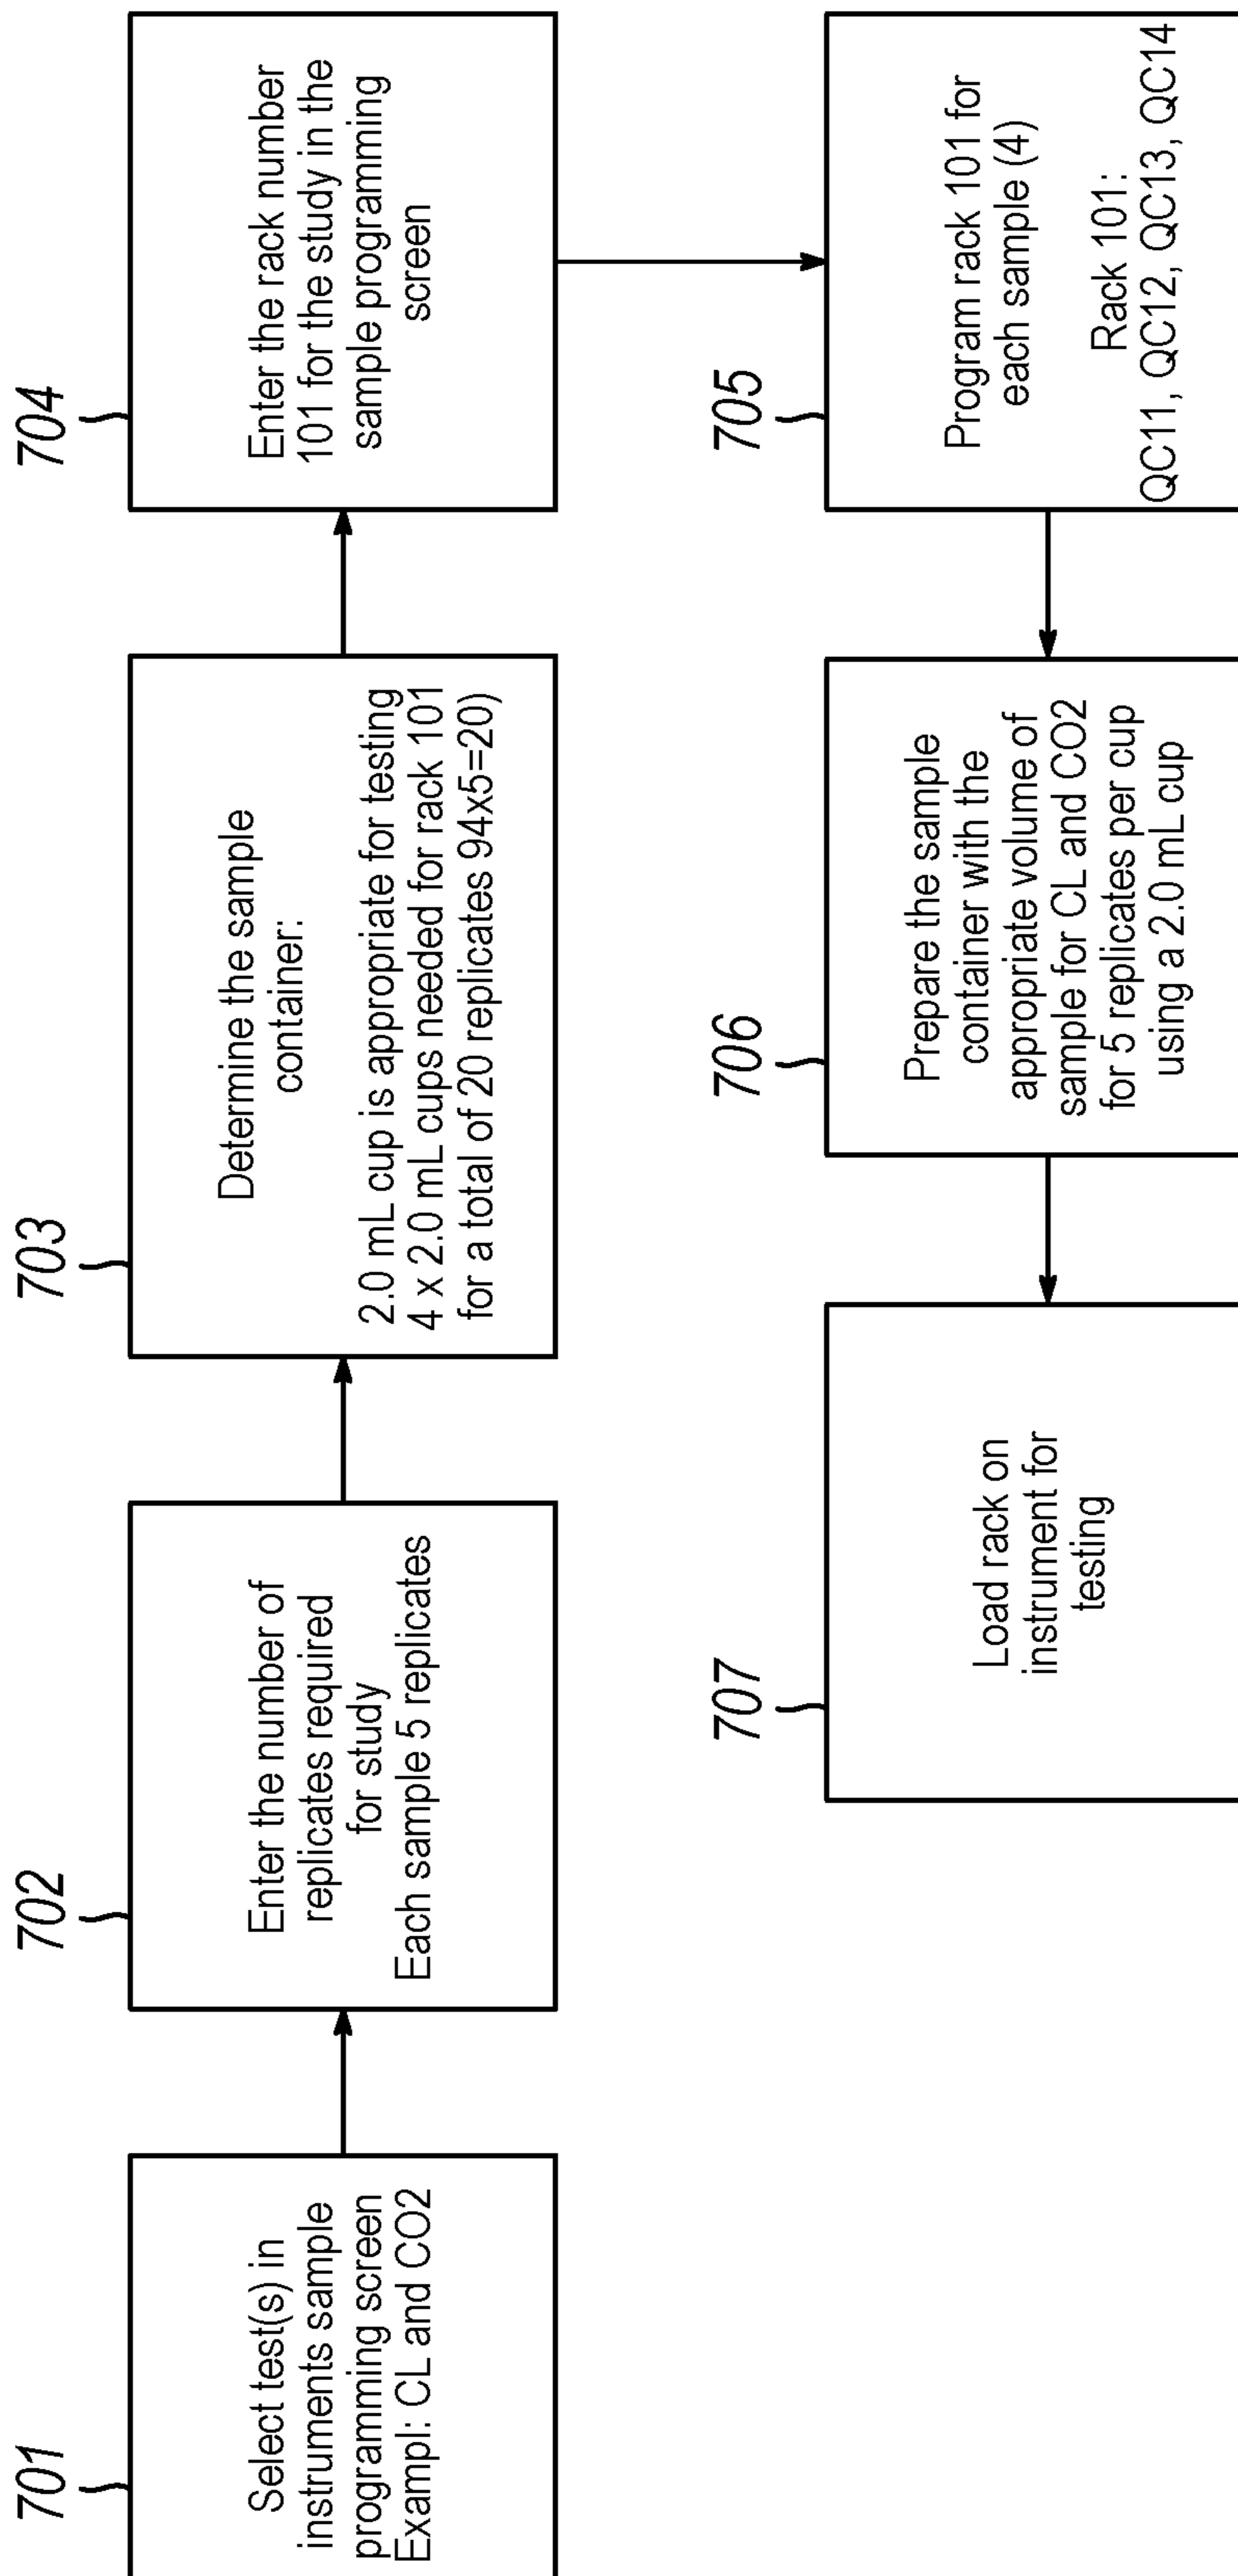 701
Select test(s) in
instruments sample
programming screen
Exampl: CL and CO2
702
Enter the number of
replicates required
for study
Each sample 5 replicates
703
Determine the sample
container:
2.0 mL cup is appropriate for testing
4 x 2.0 mL cups needed for rack 101
for a total of 20 replicates 94x5=20)
704
Enter the rack number
101 for the study in the
sample programming
screen
705
Program rack 101 for
each sample (4)
Rack 101:
QC11, QC12, QC13, QC14
706
Prepare the sample
container with the
appropriate volume of
sample for CL and CO2
for 5 replicates per cup
using a 2.0 mL cup
707
Load rack on
instrument for
testing